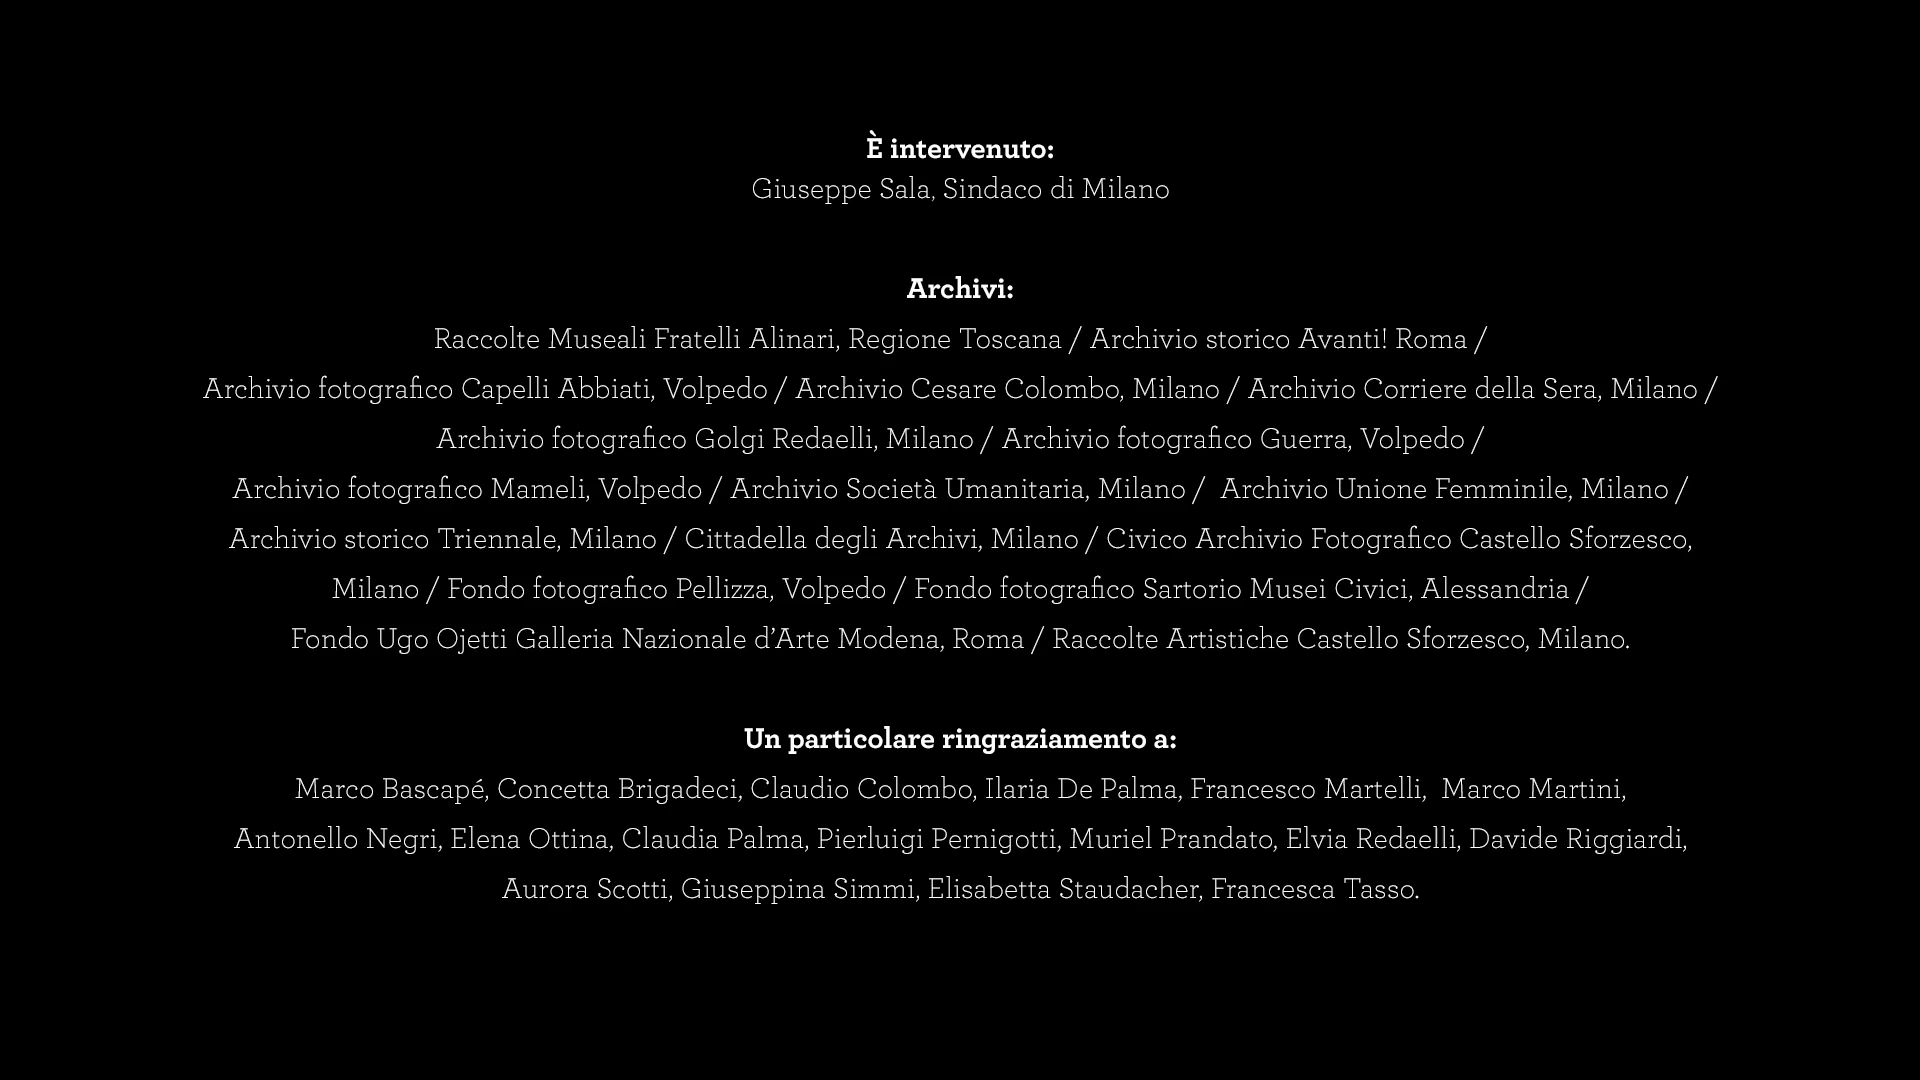 È intervenuto:
Giuseppe Sala, Sindaco di Milano
Archivi:
Raccolte Museali Fratelli Alinari, Regione Toscana / Archivio storico Avanti! Roma /
Archivio fotografico Capelli Abbiati, Volpedo / Archivio Cesare Colombo, Milano / Archivio Corriere della Sera, Milano /
Archivio fotografico Golgi Redaelli, Milano / Archivio fotografico Guerra, Volpedo /
Archivio fotografico Mameli, Volpedo / Archivio Società Umanitaria, Milano /  Archivio Unione Femminile, Milano /
Archivio storico Triennale, Milano / Cittadella degli Archivi, Milano / Civico Archivio Fotografico Castello Sforzesco,
Milano / Fondo fotografico Pellizza, Volpedo / Fondo fotografico Sartorio Musei Civici, Alessandria /
Fondo Ugo Ojetti Galleria Nazionale d’Arte Modena, Roma / Raccolte Artistiche Castello Sforzesco, Milano.
Un particolare ringraziamento a:
Marco Bascapé, Concetta Brigadeci, Claudio Colombo, Ilaria De Palma, Francesco Martelli,  Marco Martini,
Antonello Negri, Elena Ottina, Claudia Palma, Pierluigi Pernigotti, Muriel Prandato, Elvia Redaelli, Davide Riggiardi,
Aurora Scotti, Giuseppina Simmi, Elisabetta Staudacher, Francesca Tasso.